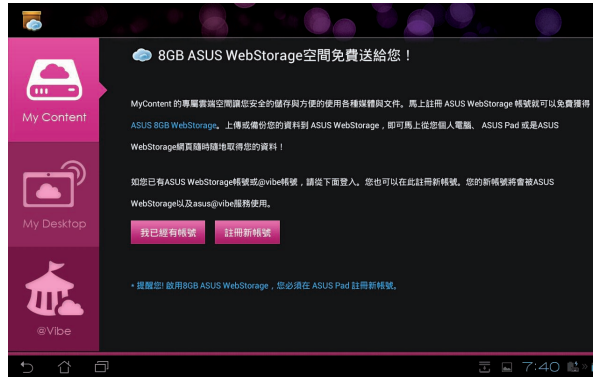 8GB ASUS WebStorage空間免費送給您！
My Content
MyContent 的專屬雲端空間讓您安全的儲存與方便的使用各種媒體與文件。馬上註冊 ASUS WebStorage 帳號就可以免費獲得
ASUS 8GB WebStorage。上傳或備份您的資料到 ASUS WebStorage，即可馬上從您個人電腦、 ASUS Pad 或是ASUS
WebStorage網頁隨時隨地取得您的資料！
My Desktop
如您已有ASUS WebStorage帳號或@vibe帳號，請從下面登入。您也可以在此註冊新帳號。您的新帳號將會被ASUS
WebStorage以及asus@vibe服務使用。
我已經有帳號 註冊新帳號
@Vibe
• 提醒您! 啟用8GB ASUS WebStorage，您必須在 ASUS Pad 註冊新帳號。
7:40